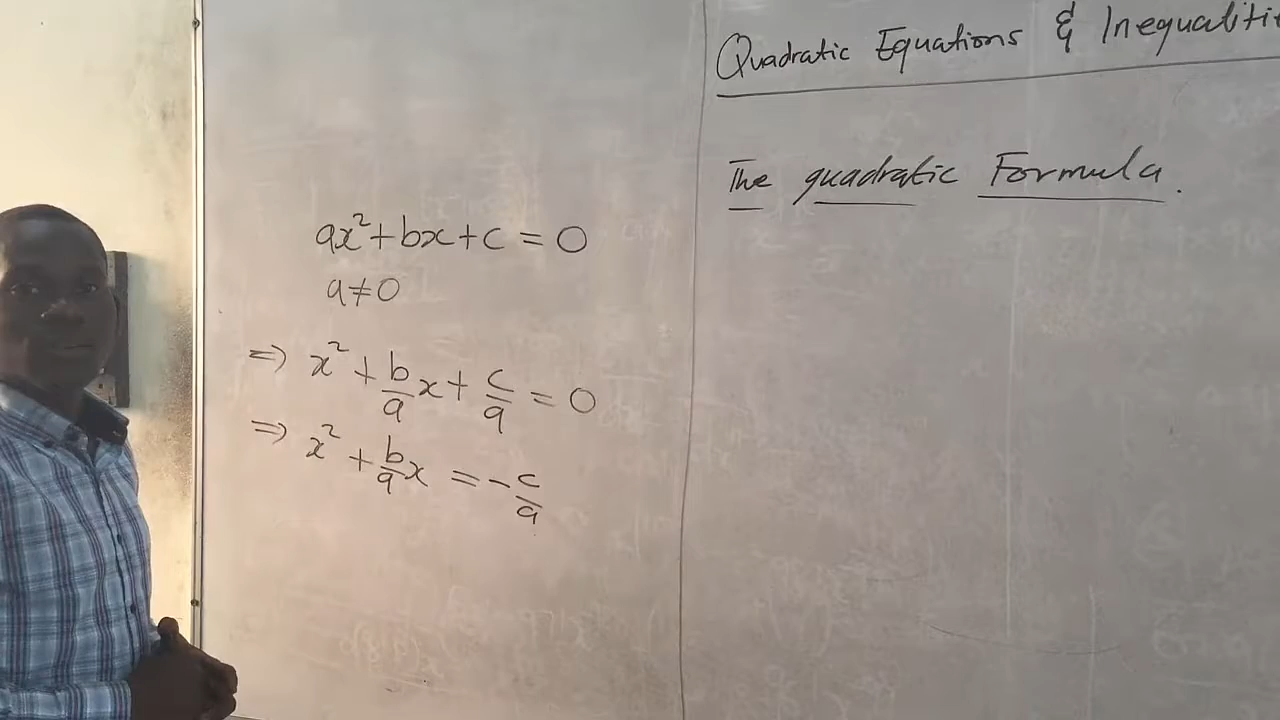 Quadratic Equations & Inequaliti
The quadratic Formula.
ax²+bx+c = 0
a≠0
⇒ x² + b/a x + c/a = 0
⇒ x² + b/a x = - c/a